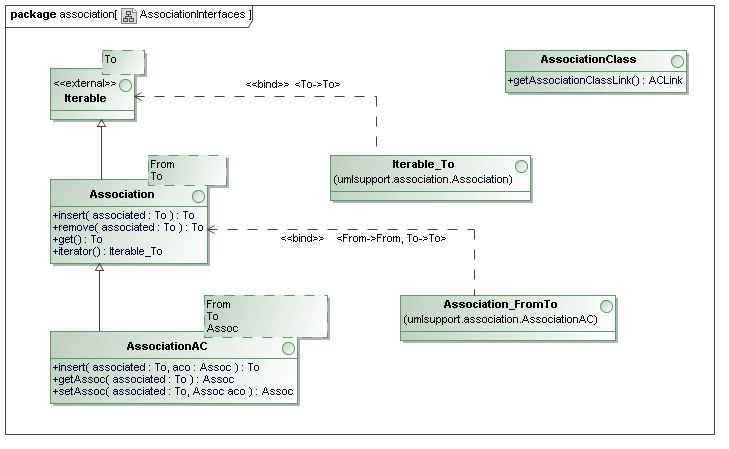 package association[ AssociationInterfaces ]
To
<<external>>
Iterable
<<bind>> <To->To>
AssociationClass
+getAssociationClassLink() : ACLink
From
To
Association
+insert( associated : To ) : To
+remove( associated : To ) : To
+get() : To
+iterator() : Iterable_To
Iterable_To
(umlsupport.association.Association)
<<bind>> <From->From, To->To>
From
To
Assoc
AssociationAC
+insert( associated : To, aco : Assoc ) : To
+getAssoc( associated : To ) : Assoc
+setAssoc( associated : To, Assoc aco ) : Assoc
Association_FromTo
(umlsupport.association.AssociationAC)